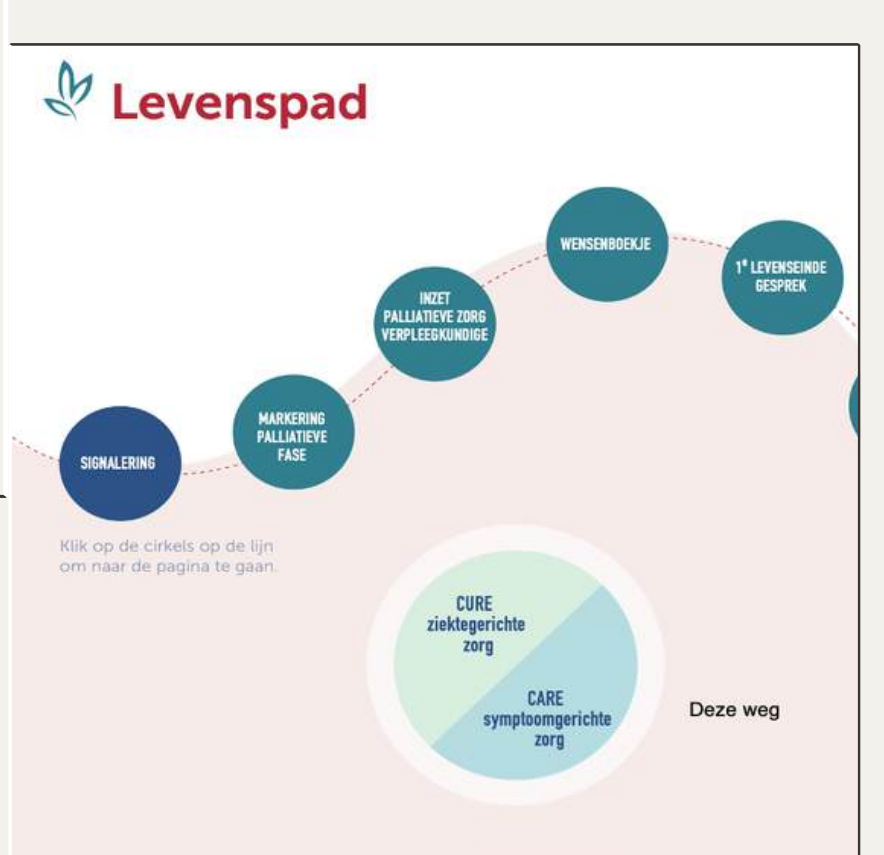 Levenspad
WENSENBOEKJE
1e LEVENSEINDE
GESPREK
INZET
PALLIATIEVE ZORG
VERPLEEGKUNDIGE
MARKERING
PALLIATIEVE
FASE
SIGNALERING
Klik op de cirkels op de lijn
om naar de pagina te gaan.
CURE
ziektegerichte
zorg
CARE
symptoomgerichte
zorg
Deze weg